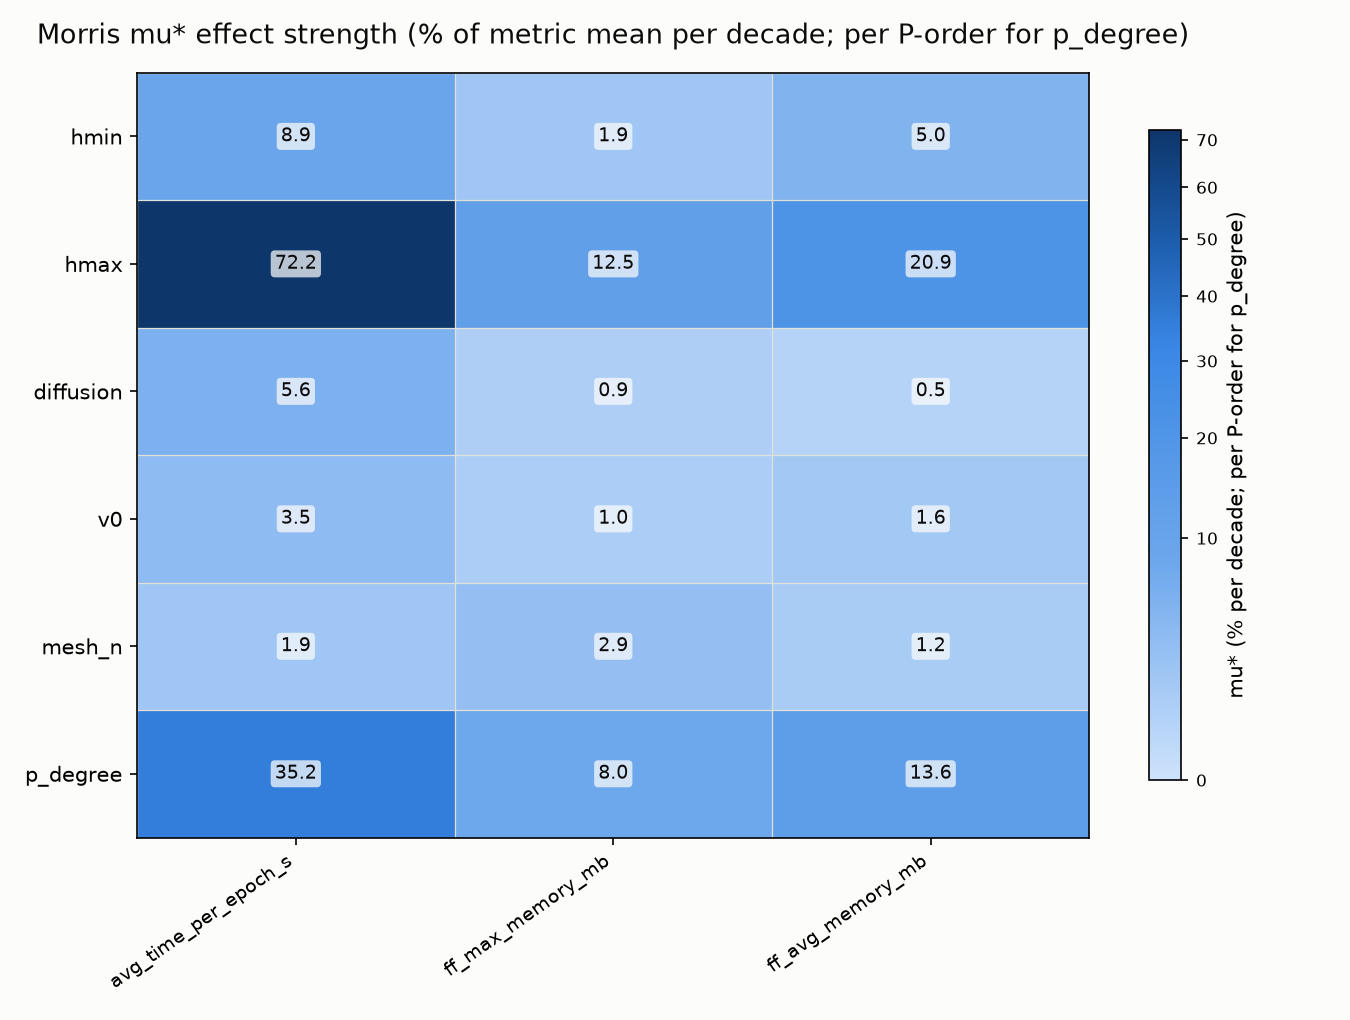 Morris mu* effect strength (% of metric mean per decade; per P-order for p_degree)
hmin 8.9 1.9 5.0
hmax 72.2 12.5 20.9
diffusion 5.6 0.9 0.5
v0 3.5 1.0 1.6
mesh_n 1.9 2.9 1.2
p_degree 35.2 8.0 13.6
avg_time_per_epoch_s ff_max_memory_mb ff_avg_memory_mb
70
60
50
40
30
20
10
0
mu* (% per decade; per P-order for p_degree)